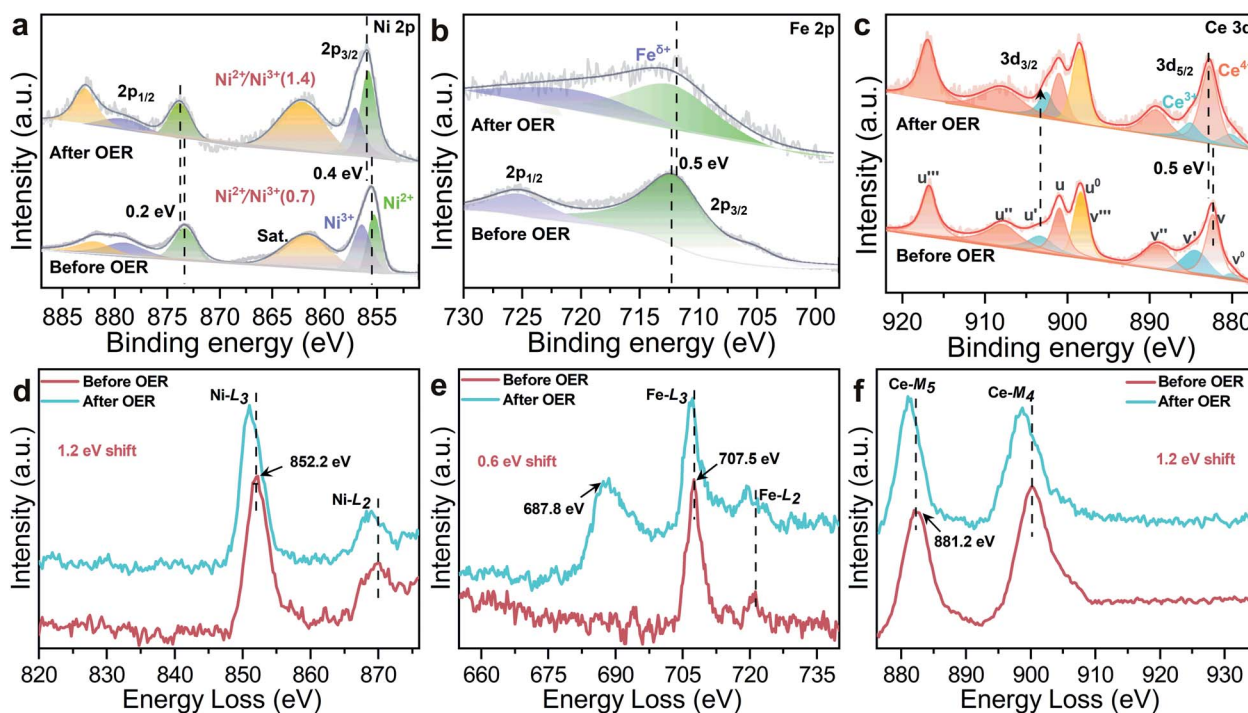 a
Ni 2p
2p3/2
Ni²⁺/Ni³⁺(1.4)
2p1/2
After OER
0.4 eV
Ni²⁺/Ni³⁺(0.7)
0.2 eV
Ni³⁺
Ni²⁺
Sat.
Before OER
Intensity (a.u.)
885 880 875 870 865 860 855
Binding energy (eV)
b
Fe 2p
Feδ+
After OER
0.5 eV
2p1/2
2p3/2
Before OER
Intensity (a.u.)
730 725 720 715 710 705 700
Binding energy (eV)
c
Ce 3d
3d3/2
3d5/2
Ce⁴⁺
Ce³⁺
After OER
0.5 eV
u'''
u''
u'
u
u⁰
v'''
v''
v'
v
v⁰
Before OER
Intensity (a.u.)
920 910 900 890 880
Binding energy (eV)
d
Before OER
After OER
Ni-L3
1.2 eV shift
852.2 eV
Ni-L2
Intensity (a.u.)
820 830 840 850 860 870
Energy Loss (eV)
e
Before OER
After OER
Fe-L3
0.6 eV shift
707.5 eV
687.8 eV
Fe-L2
Intensity (a.u.)
660 675 690 705 720 735
Energy Loss (eV)
f
Ce-M5
Ce-M4
Before OER
After OER
1.2 eV shift
881.2 eV
Intensity (a.u.)
880 890 900 910 920 930
Energy Loss (eV)